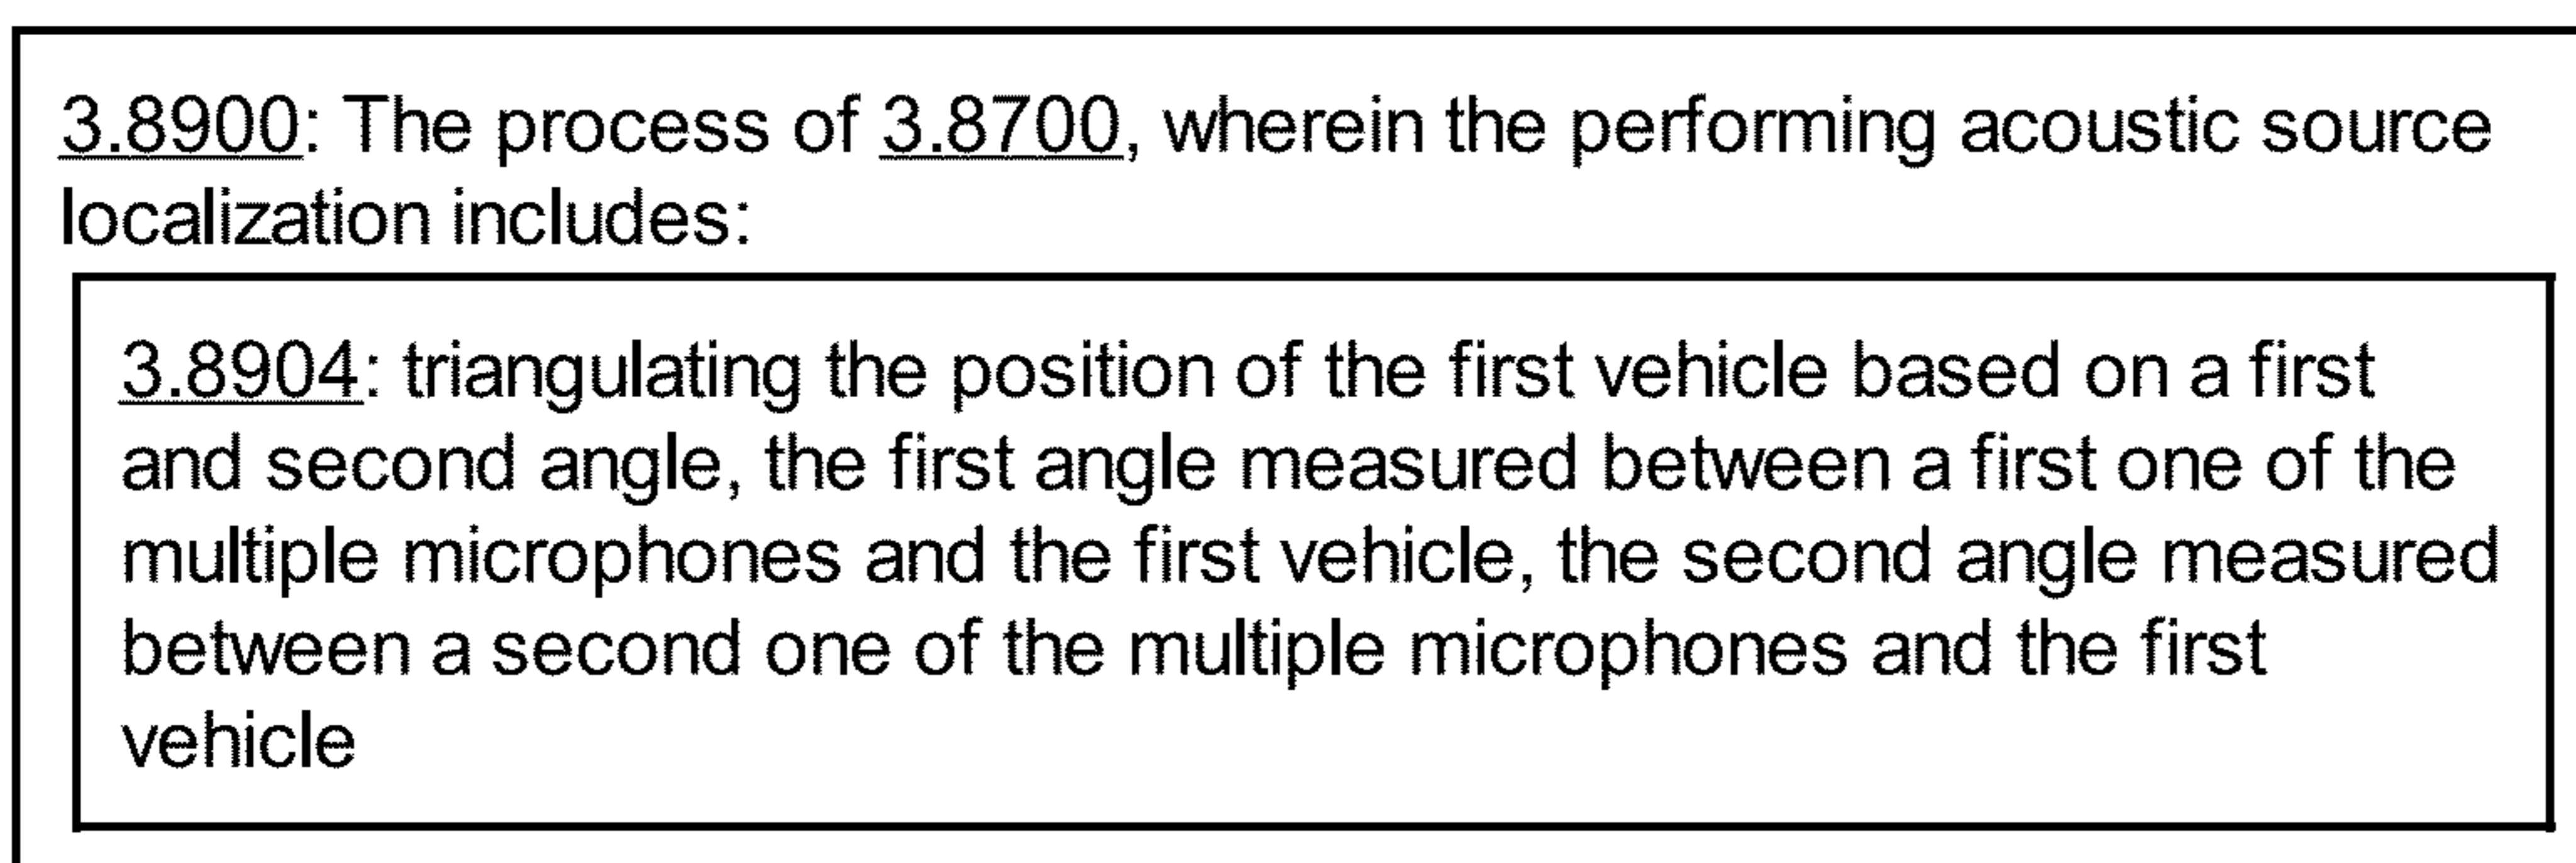 3.8900: The process of 3.8700, wherein the performing acoustic source
localization includes:
3.8904: triangulating the position of the first vehicle based on a first
and second angle, the first angle measured between a first one of the
multiple microphones and the first vehicle, the second angle measured
between a second one of the multiple microphones and the first
vehicle